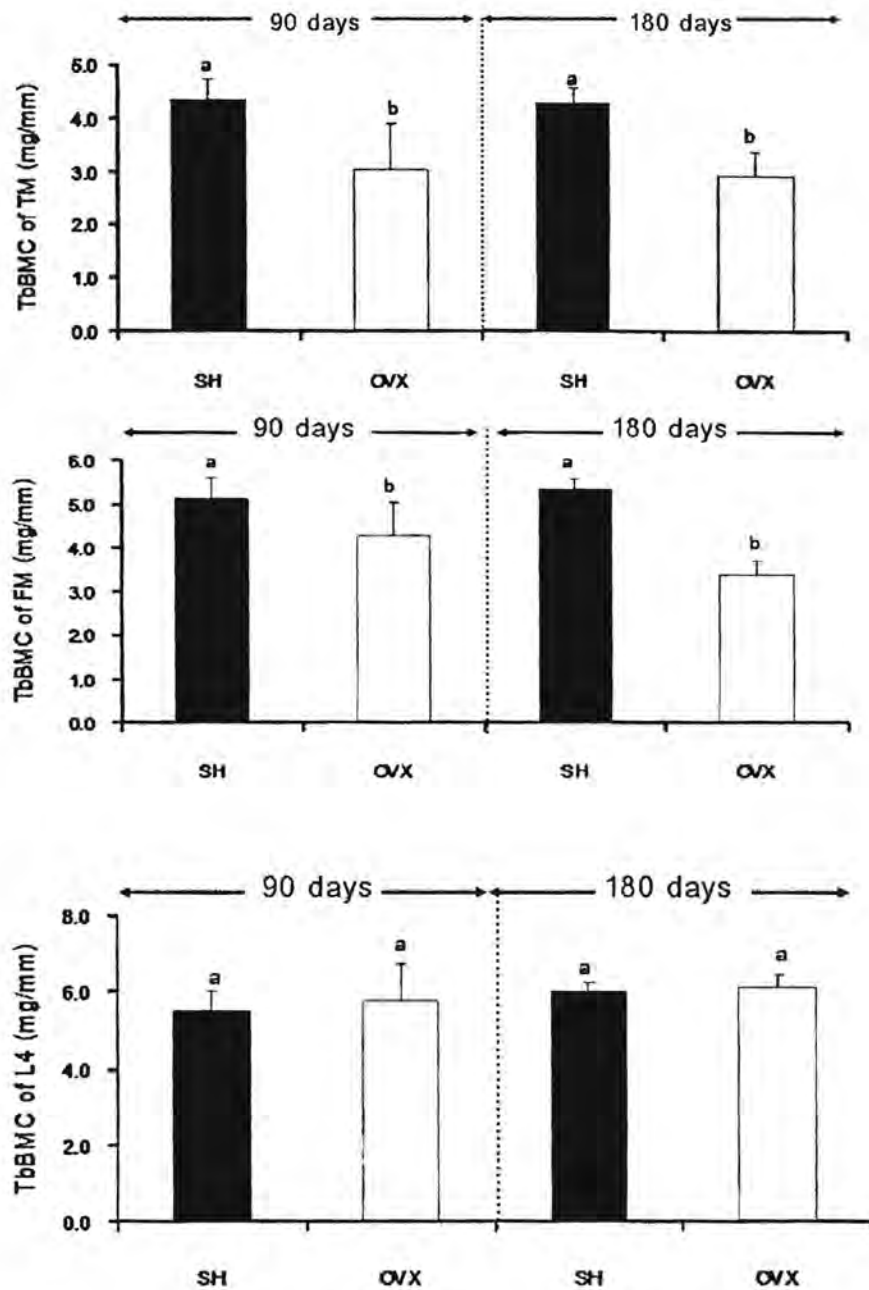 90 days 180 days
TbBMC of TM (mg/mm)
5.0
4.0
3.0
2.0
1.0
0.0
a b a b
SH OVX SH OVX
90 days 180 days
TbBMC of FM (mg/mm)
6.0
5.0
4.0
3.0
2.0
1.0
0.0
a b a b
SH OVX SH OVX
90 days 180 days
TbBMC of L4 (mg/mm)
8.0
6.0
4.0
2.0
0.0
a a a a
SH OVX SH OVX